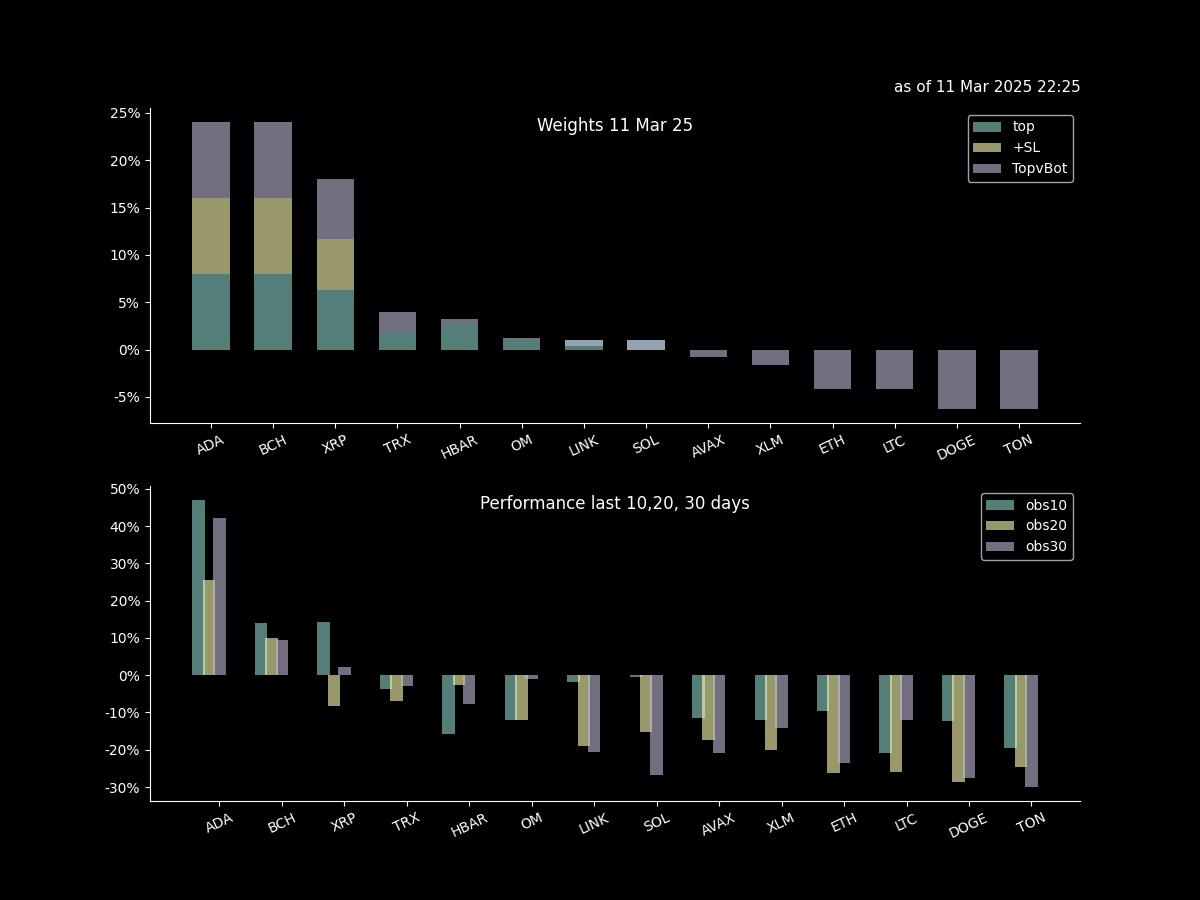 as of 11 Mar 2025 22:25
Weights 11 Mar 25
top
+SL
TopvBot
25%
20%
15%
10%
5%
0%
-5%
ADA BCH XRP TRX HBAR OM LINK SOL AVAX XLM ETH LTC DOGE TON
Performance last 10,20, 30 days
obs10
obs20
obs30
50%
40%
30%
20%
10%
0%
-10%
-20%
-30%
ADA BCH XRP TRX HBAR OM LINK SOL AVAX XLM ETH LTC DOGE TON